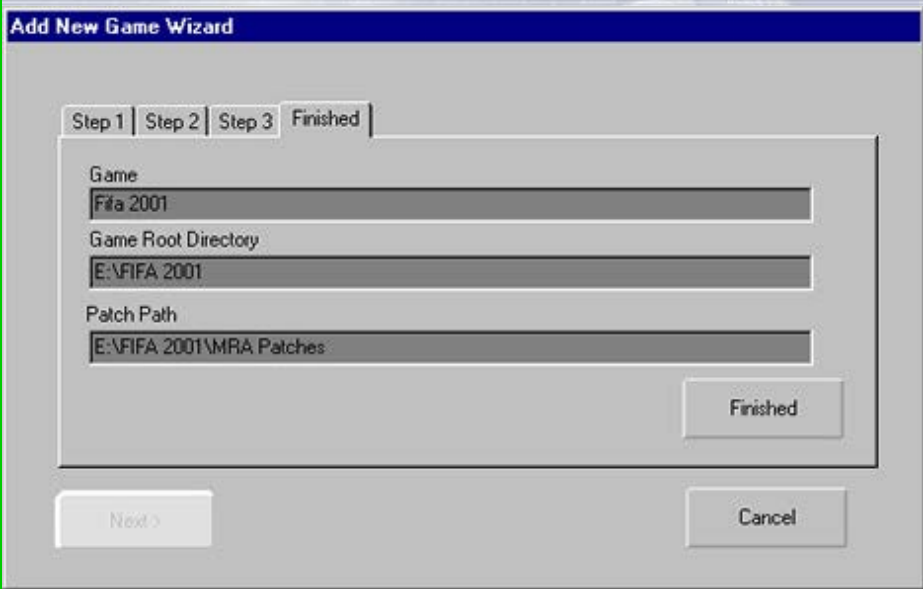 Add New Game Wizard
Step 1 Step 2 Step 3 Finished
Game
Fifa 2001
Game Root Directory
E:\FIFA 2001
Patch Path
E:\FIFA 2001\MRA Patches
Finished
Next >
Cancel